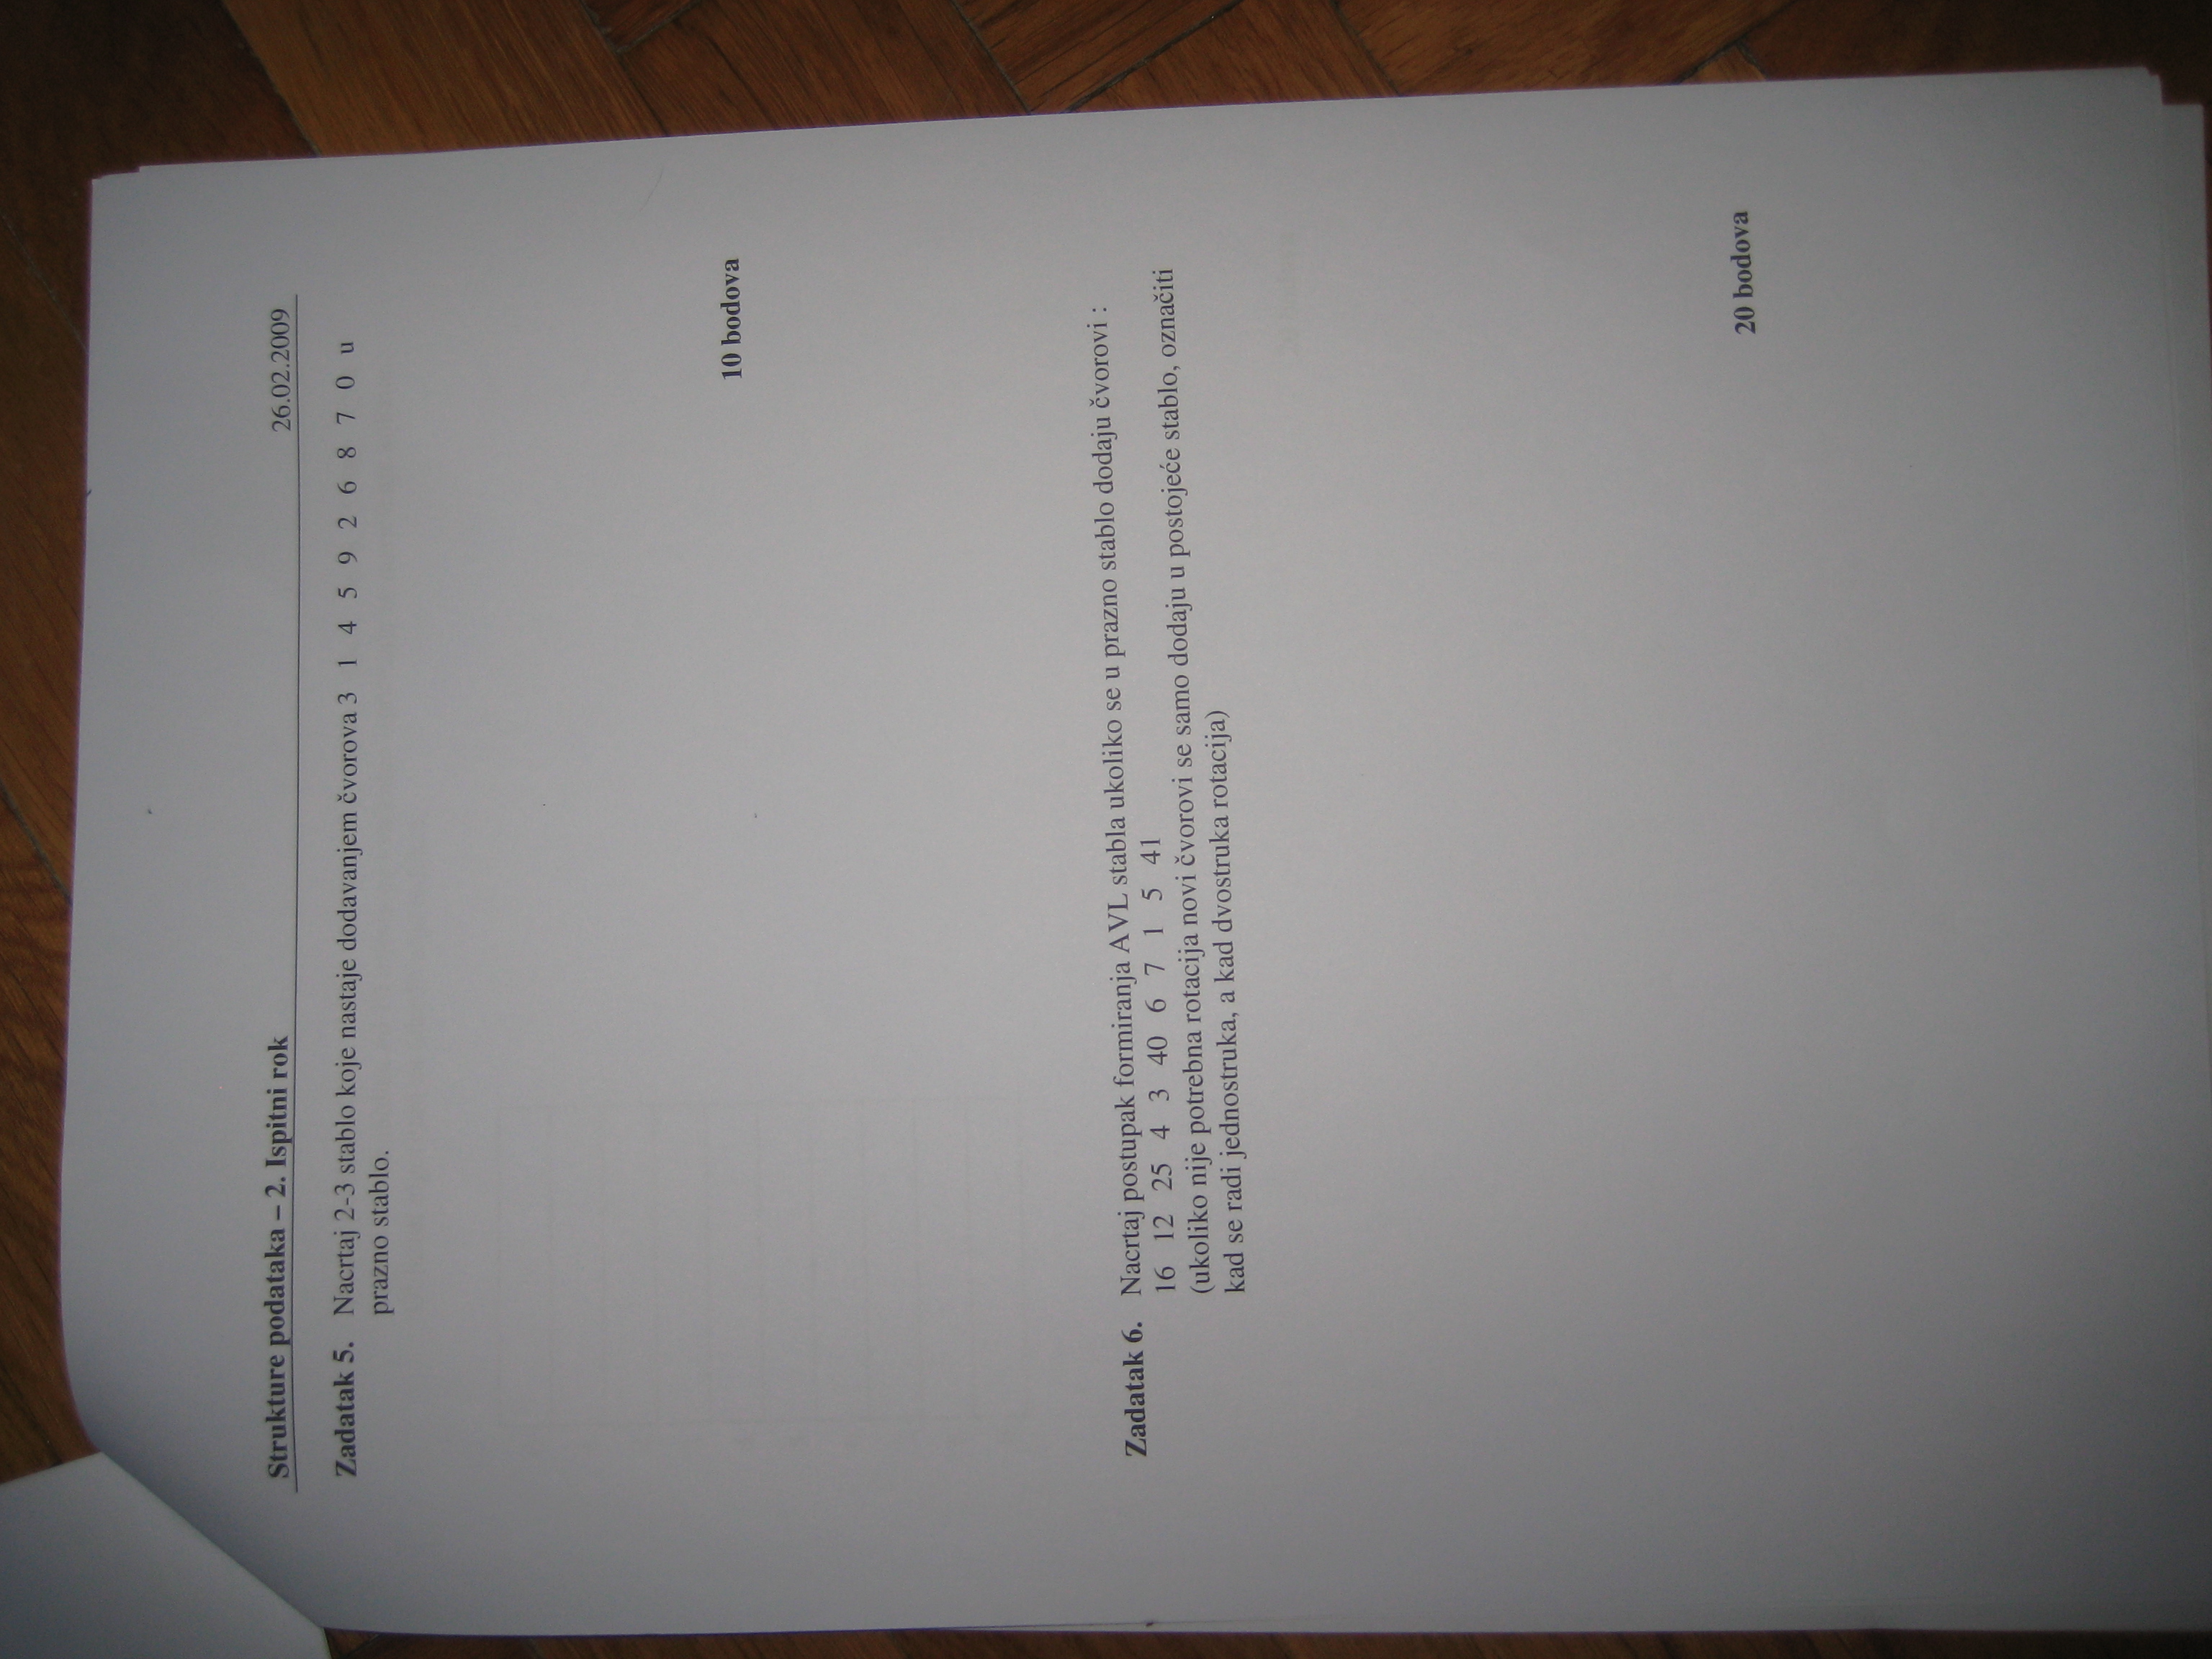 Strukture podataka – 2. Ispitni rok 26.02.2009
Zadatak 5. Nacrtaj 2-3 stablo koje nastaje dodavanjem čvorova 3 1 4 5 9 2 6 8 7 0 u
prazno stablo.
10 bodova
Zadatak 6. Nacrtaj postupak formiranja AVL stabla ukoliko se u prazno stablo dodaju čvorovi :
16 12 25 4 3 40 6 7 1 5 41
(ukoliko nije potrebna rotacija novi čvorovi se samo dodaju u postojeće stablo, označiti
kad se radi jednostruka, a kad dvostruka rotacija)
20 bodova